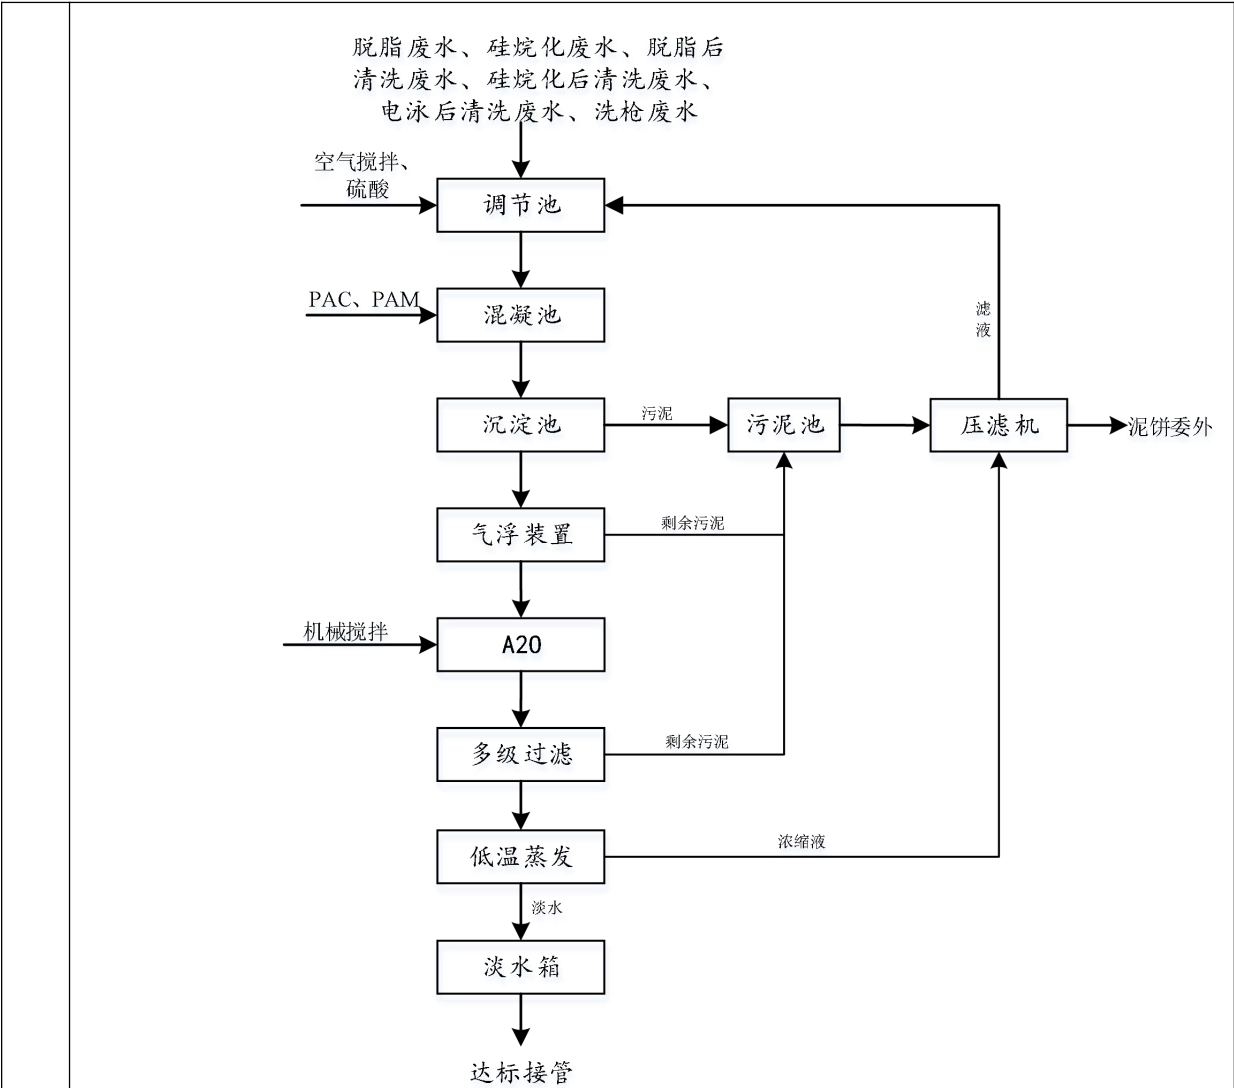 脱脂废水、硅烷化废水、脱脂后
清洗废水、硅烷化后清洗废水、
电泳后清洗废水、洗枪废水
空气搅拌、
硫酸
调节池
PAC、PAM
混凝池
滤
液
沉淀池
污泥
污泥池
压滤机
泥饼委外
气浮装置
剩余污泥
机械搅拌
A2O
多级过滤
剩余污泥
低温蒸发
浓缩液
淡水
淡水箱
达标接管